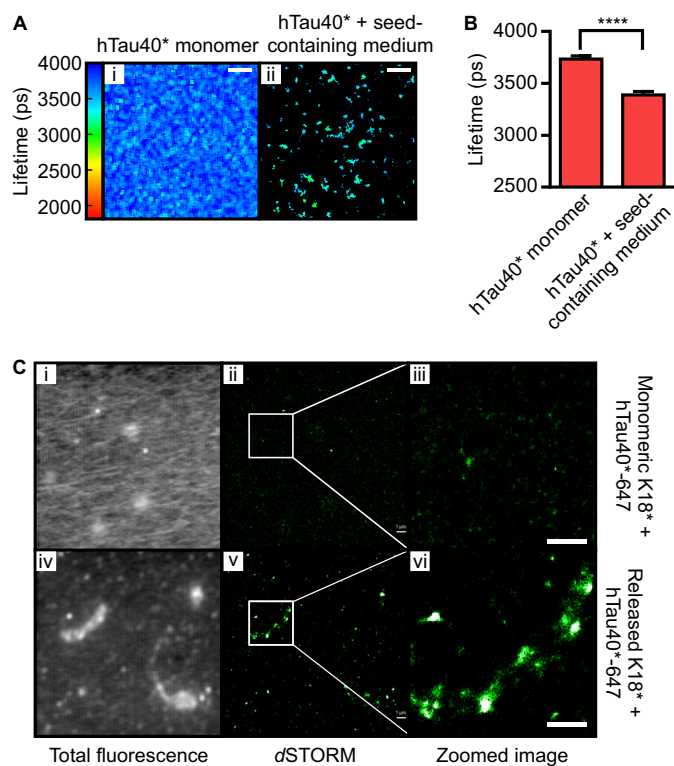 A
hTau40* monomer
hTau40* + seed-
containing medium
i
ii
Lifetime (ps)
4000
3500
3000
2500
2000
B
****
Lifetime (ps)
4000
3500
3000
2500
hTau40* monomer
hTau40* + seed-
containing medium
C
i
ii
iii
1 µm
Monomeric K18* +
hTau40*-647
iv
v
vi
1 µm
Released K18* +
hTau40*-647
Total fluorescence
dSTORM
Zoomed image